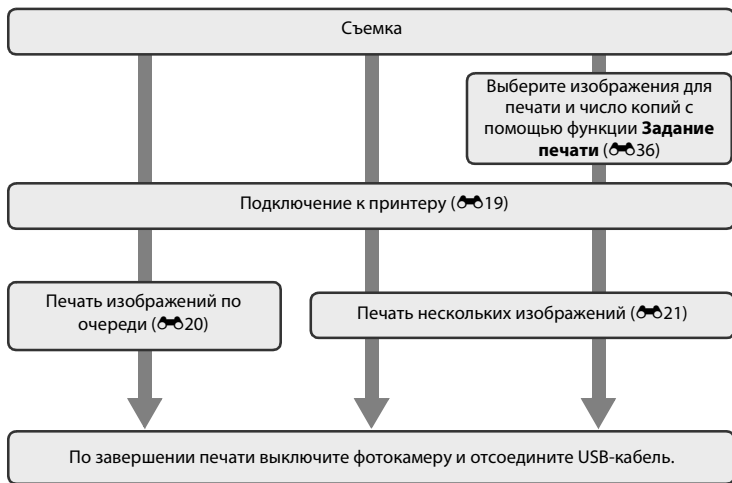 Съемка
Выберите изображения для
печати и число копий с
помощью функции Задание
печати (36)
Подключение к принтеру (19)
Печать изображений по
очереди (20)
Печать нескольких изображений (21)
По завершении печати выключите фотокамеру и отсоедините USB-кабель.